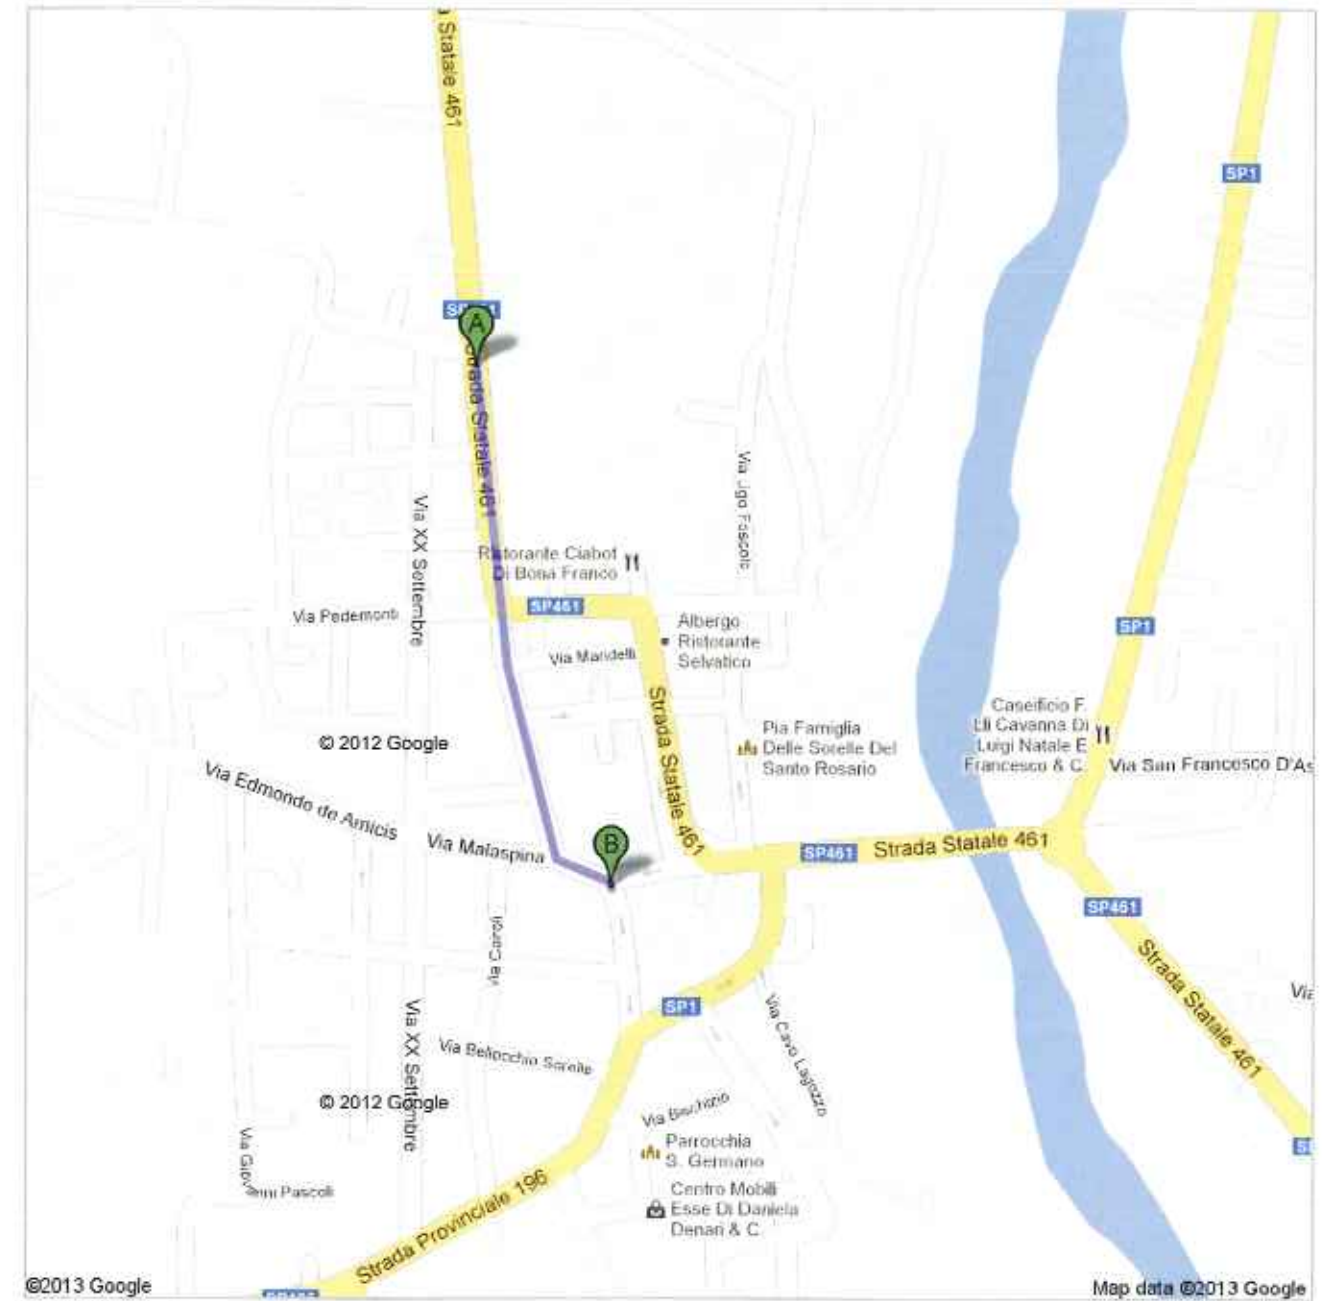 a Statale 461
SP1
A
Strada Statale 461
Via Ugo Foscolo
Via XX Settembre
Ristorante Ciabot
Di Bona Franco
SP461
Via Pedemonti
Albergo
Ristorante
Selvatico
Via Mandelli
SP1
Strada Statale 461
Caseificio F.
Lli Cavanna Di
Luigi Natale E
Francesco & C.
Pia Famiglia
Delle Sorelle Del
Santo Rosario
© 2012 Google
Via San Francesco D'As
Via Edmondo de Amicis
Via Malaspina
B
SP461
Strada Statale 461
SP461
Via Caroli
Strada Statale 461
Via
SP1
Via Cavo Lagozzo
Via XX Settembre
Via Bellocchio Sorelle
© 2012 Google
Via
Parrocchia
S. Germano
Via Giovanni Pascoli
Centro Mobili
Esse Di Daniela
Denari & C.
Strada Provinciale 196
©2013 Google
Map data ©2013 Google